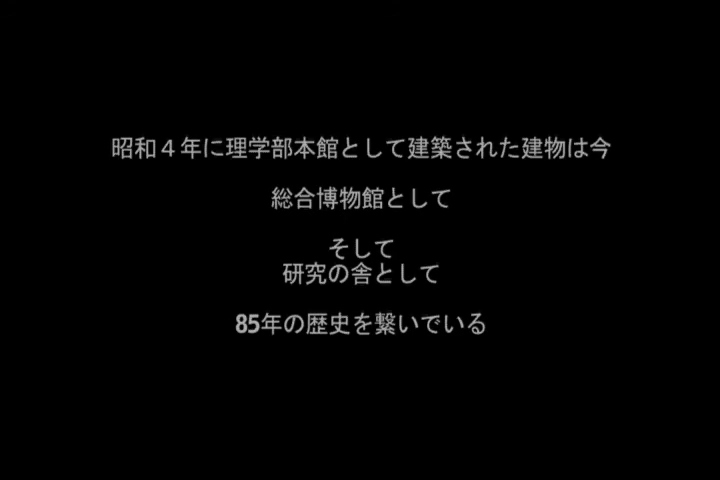 昭和４年に理学部本館として建築された建物は今
総合博物館として
そして
研究の舎として
85年の歴史を繋いでいる